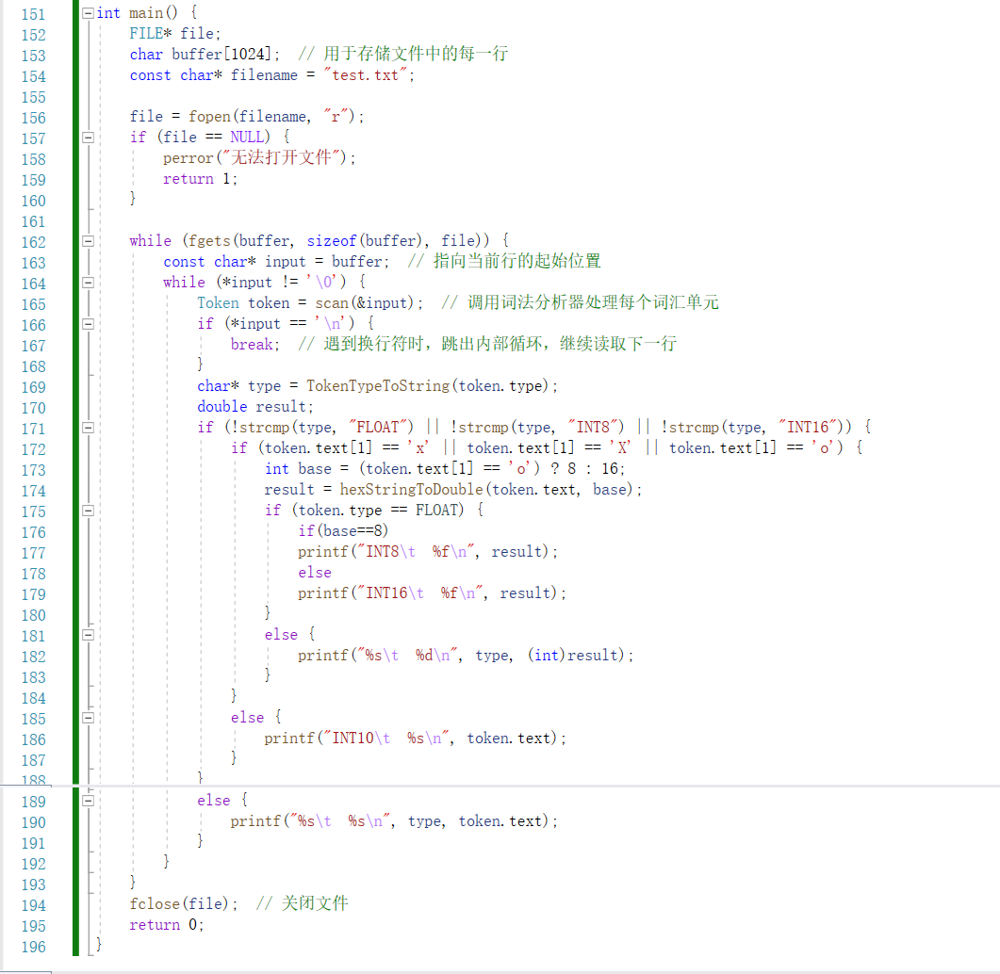 151 int main() {
152 FILE* file;
153 char buffer[1024];  // 用于存储文件中的每一行
154 const char* filename = "test.txt";
155
156 file = fopen(filename, "r");
157 if (file == NULL) {
158 perror("无法打开文件");
159 return 1;
160 }
161
162 while (fgets(buffer, sizeof(buffer), file)) {
163 const char* input = buffer;  // 指向当前行的起始位置
164 while (*input != '\0') {
165 Token token = scan(&input);  // 调用词法分析器处理每个词汇单元
166 if (*input == '\n') {
167 break;  // 遇到换行符时，跳出内部循环，继续读取下一行
168 }
169 char* type = TokenTypeToString(token.type);
170 double result;
171 if (!strcmp(type, "FLOAT") || !strcmp(type, "INT8") || !strcmp(type, "INT16")) {
172 if (token.text[1] == 'x' || token.text[1] == 'X' || token.text[1] == 'o') {
173 int base = (token.text[1] == 'o') ? 8 : 16;
174 result = hexStringToDouble(token.text, base);
175 if (token.type == FLOAT) {
176 if(base==8)
177 printf("INT8\t  %f\n", result);
178 else
179 printf("INT16\t  %f\n", result);
180 }
181 else {
182 printf("%s\t  %d\n", type, (int)result);
183 }
184 }
185 else {
186 printf("INT10\t  %s\n", token.text);
187 }
188 }
189 else {
190 printf("%s\t  %s\n", type, token.text);
191 }
192 }
193 }
194 fclose(file);  // 关闭文件
195 return 0;
196 }